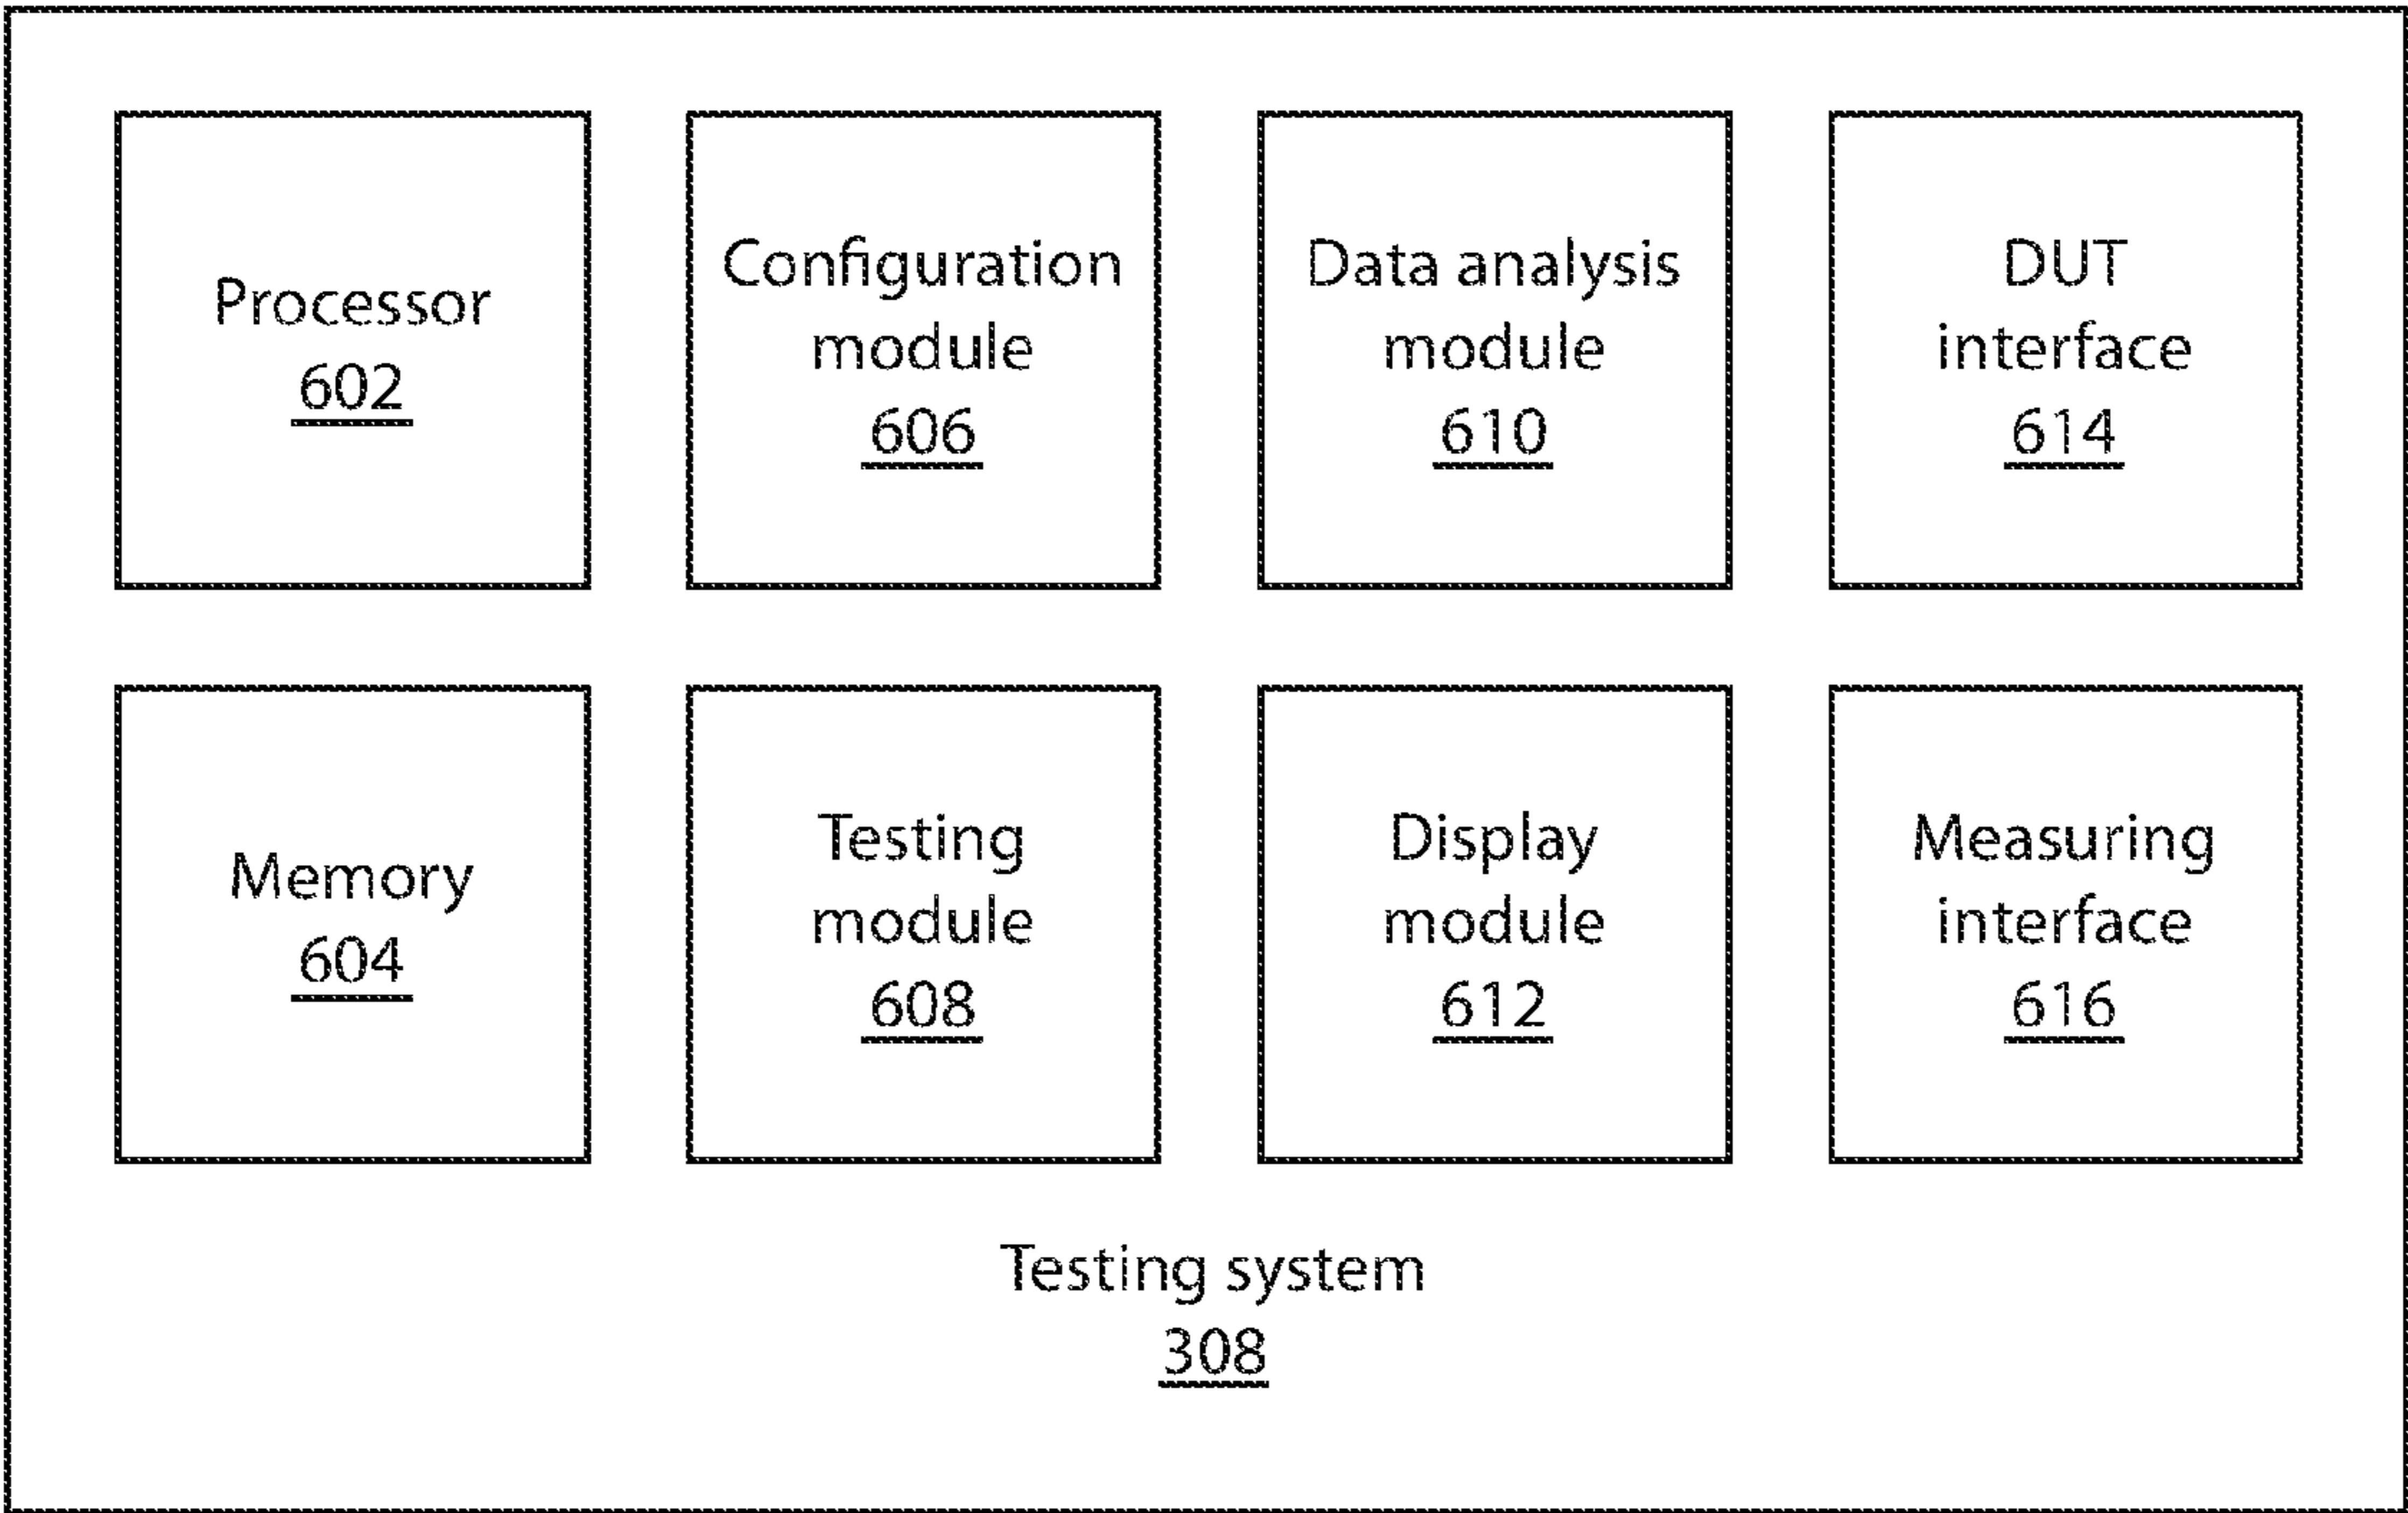 Processor
602
Configuration
module
606
Data analysis
module
610
DUT
interface
614
Memory
604
Testing
module
608
Display
module
612
Measuring
interface
616
Testing system
308